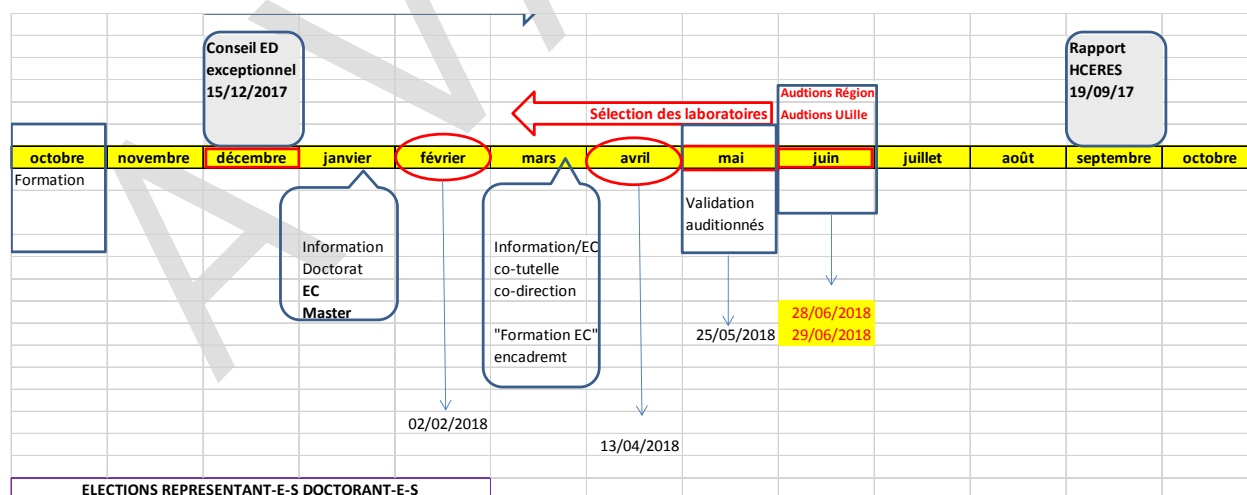 Conseil ED
exceptionnel
15/12/2017
Rapport
HCERES
19/09/17
Audtions Région
Sélection des laboratoires
Audtions ULille
octobre novembre décembre janvier février mars avril mai juin juillet août septembre octobre
Formation
Validation
auditionnés
Information
Doctorat
EC
Master
Information/EC
co-tutelle
co-direction
"Formation EC"
encadremt
28/06/2018
25/05/2018
29/06/2018
02/02/2018
13/04/2018
ELECTIONS REPRESENTANT-E-S DOCTORANT-E-S